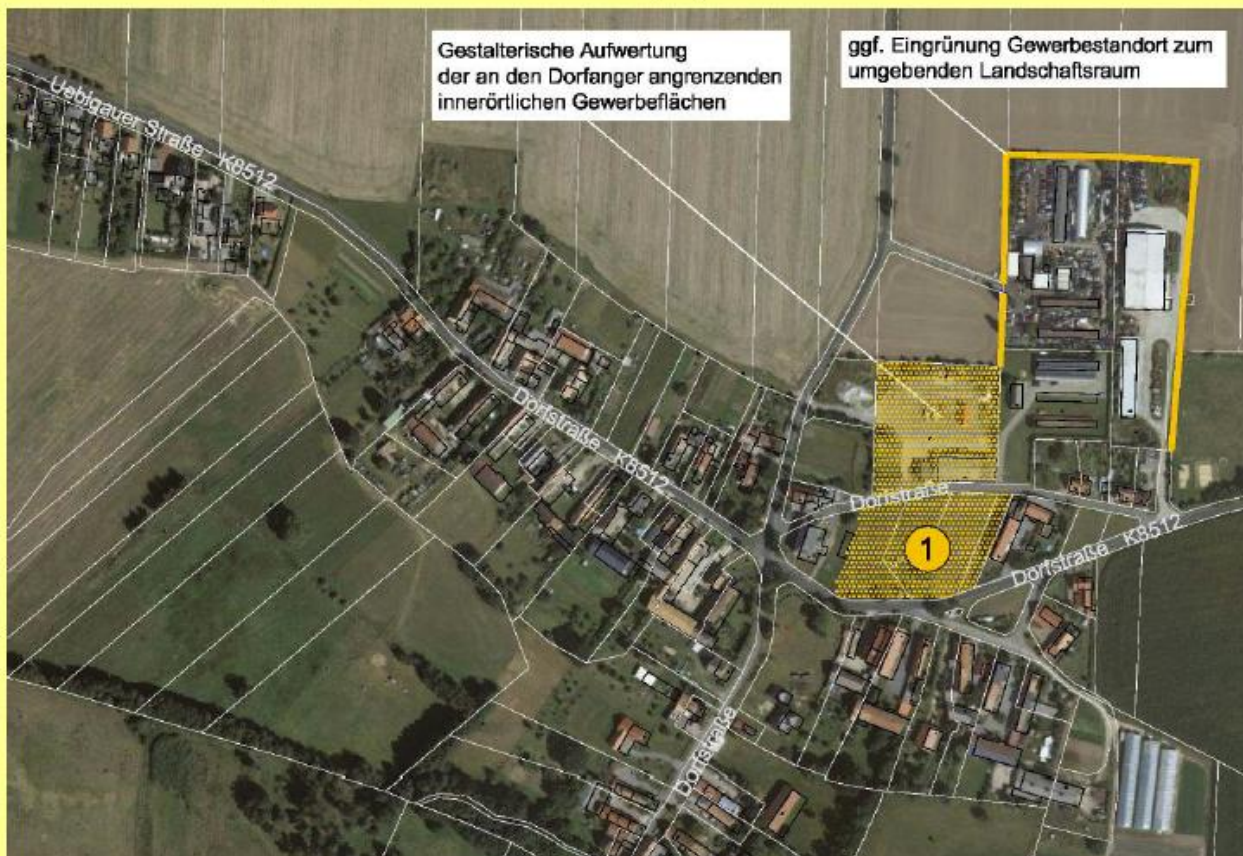 Gestalterische Aufwertung
der an den Dorfanger angrenzenden
innerörtlichen Gewerbeflächen
ggf. Eingrünung Gewerbestandort zum
umgebenden Landschaftsraum
Uebigauer Straße K8512
Dorfstraße K8512
Dorfstraße
1
Dorfstraße K8512
Dorfstraße